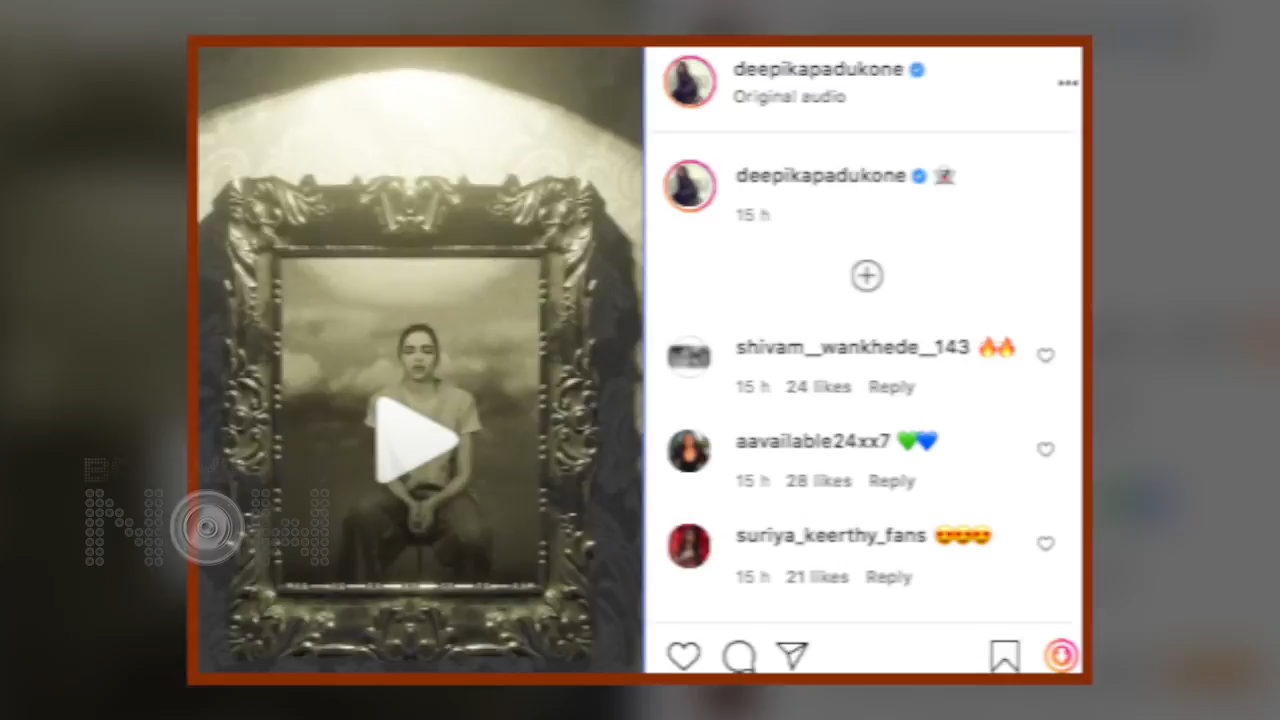 deepikapadukone
Original audio
deepikapadukone
15 h
shivam__wankhede__143 🔥🔥
15 h 24 likes Reply
aavailable24xx7 💚💙
15 h 28 likes Reply
suriya_keerthy_fans 😍😍😍
15 h 21 likes Reply
NOW